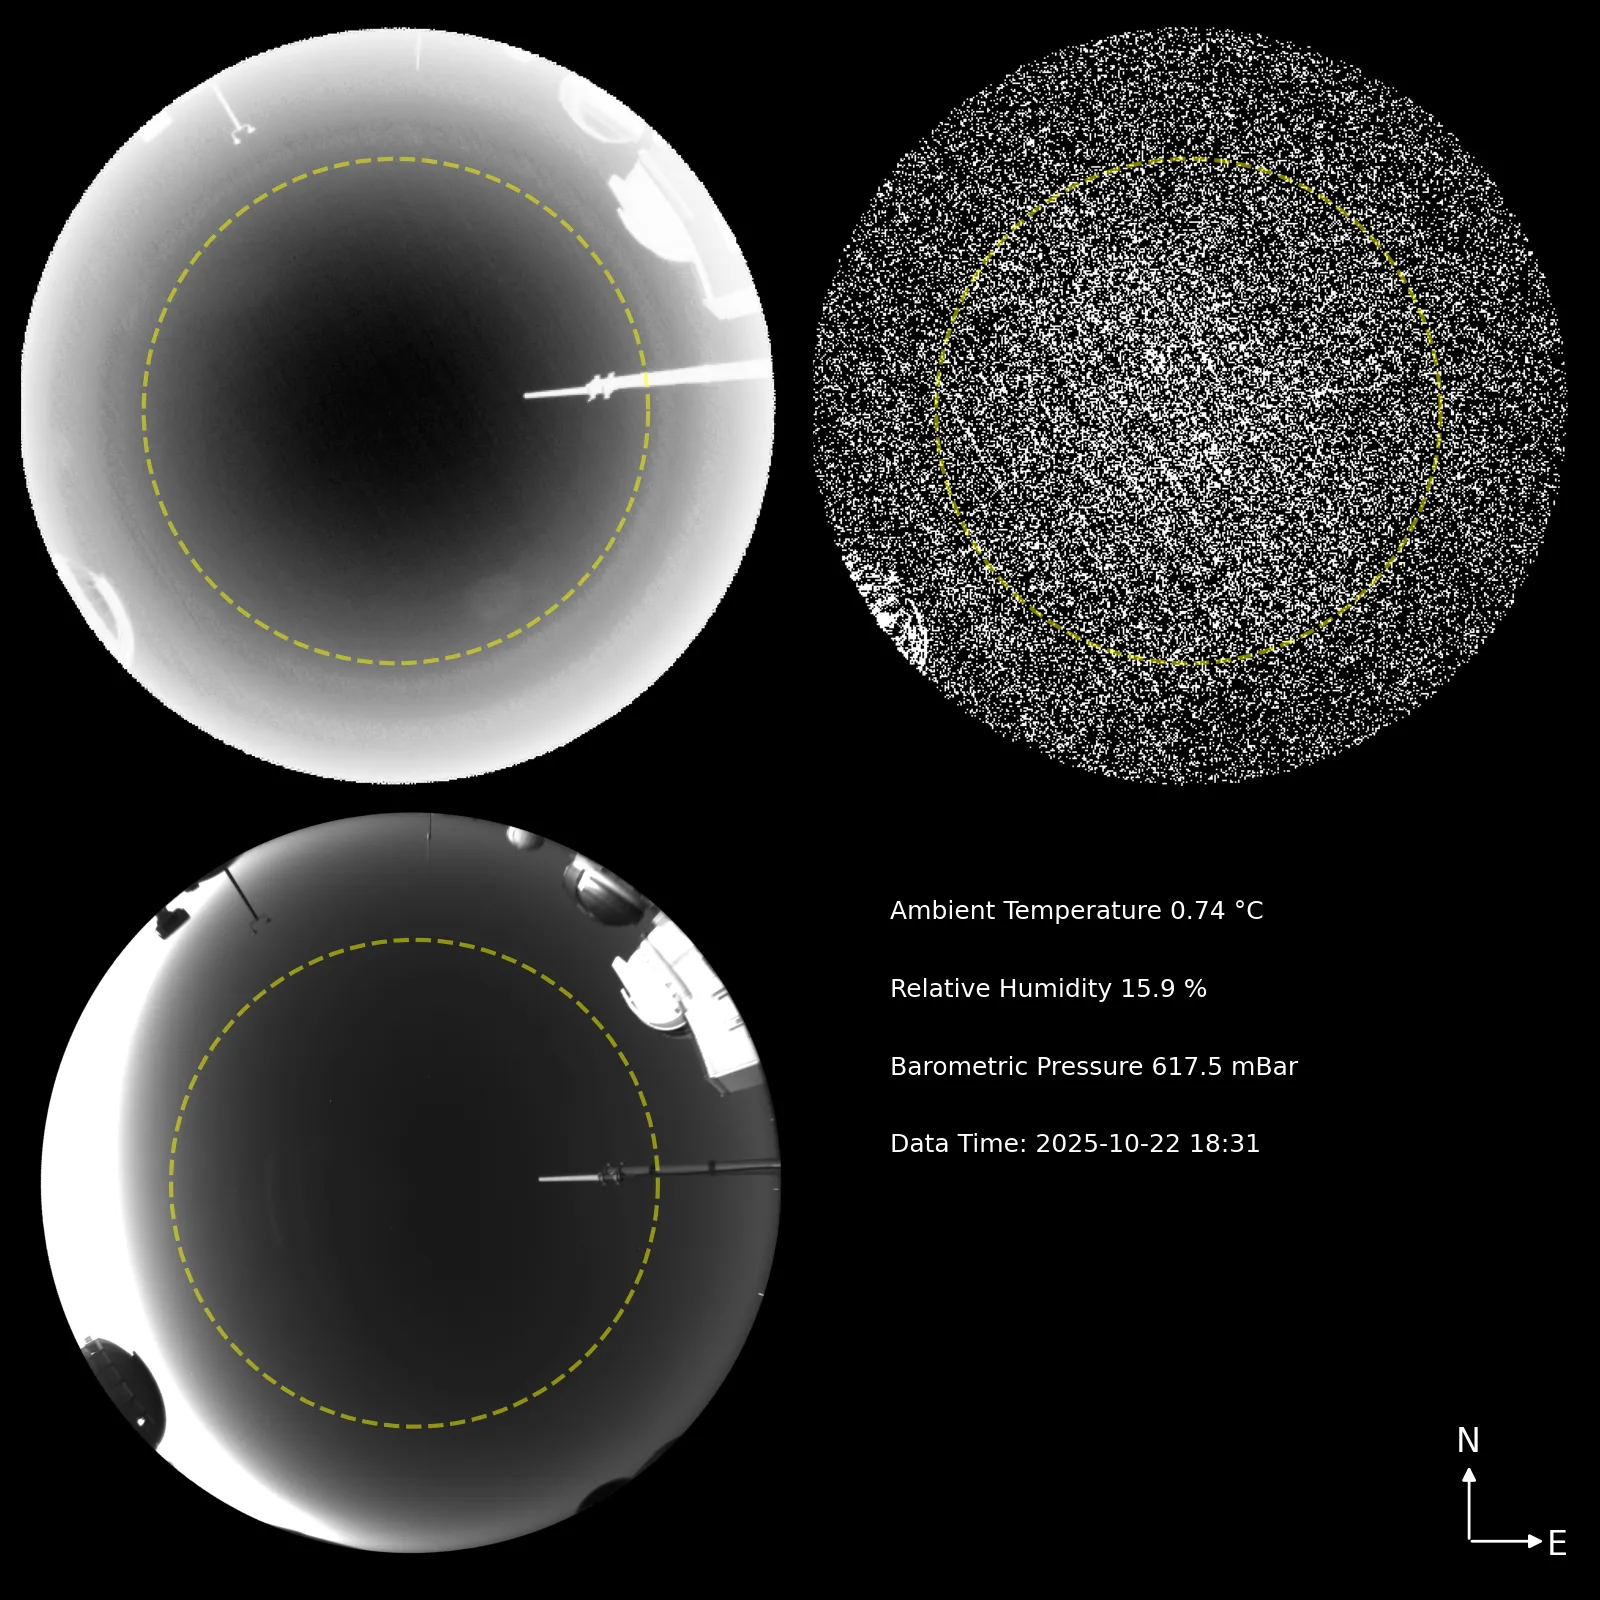 Ambient Temperature 0.74 °C
Relative Humidity 15.9 %
Barometric Pressure 617.5 mBar
Data Time: 2025-10-22 18:31
N
E